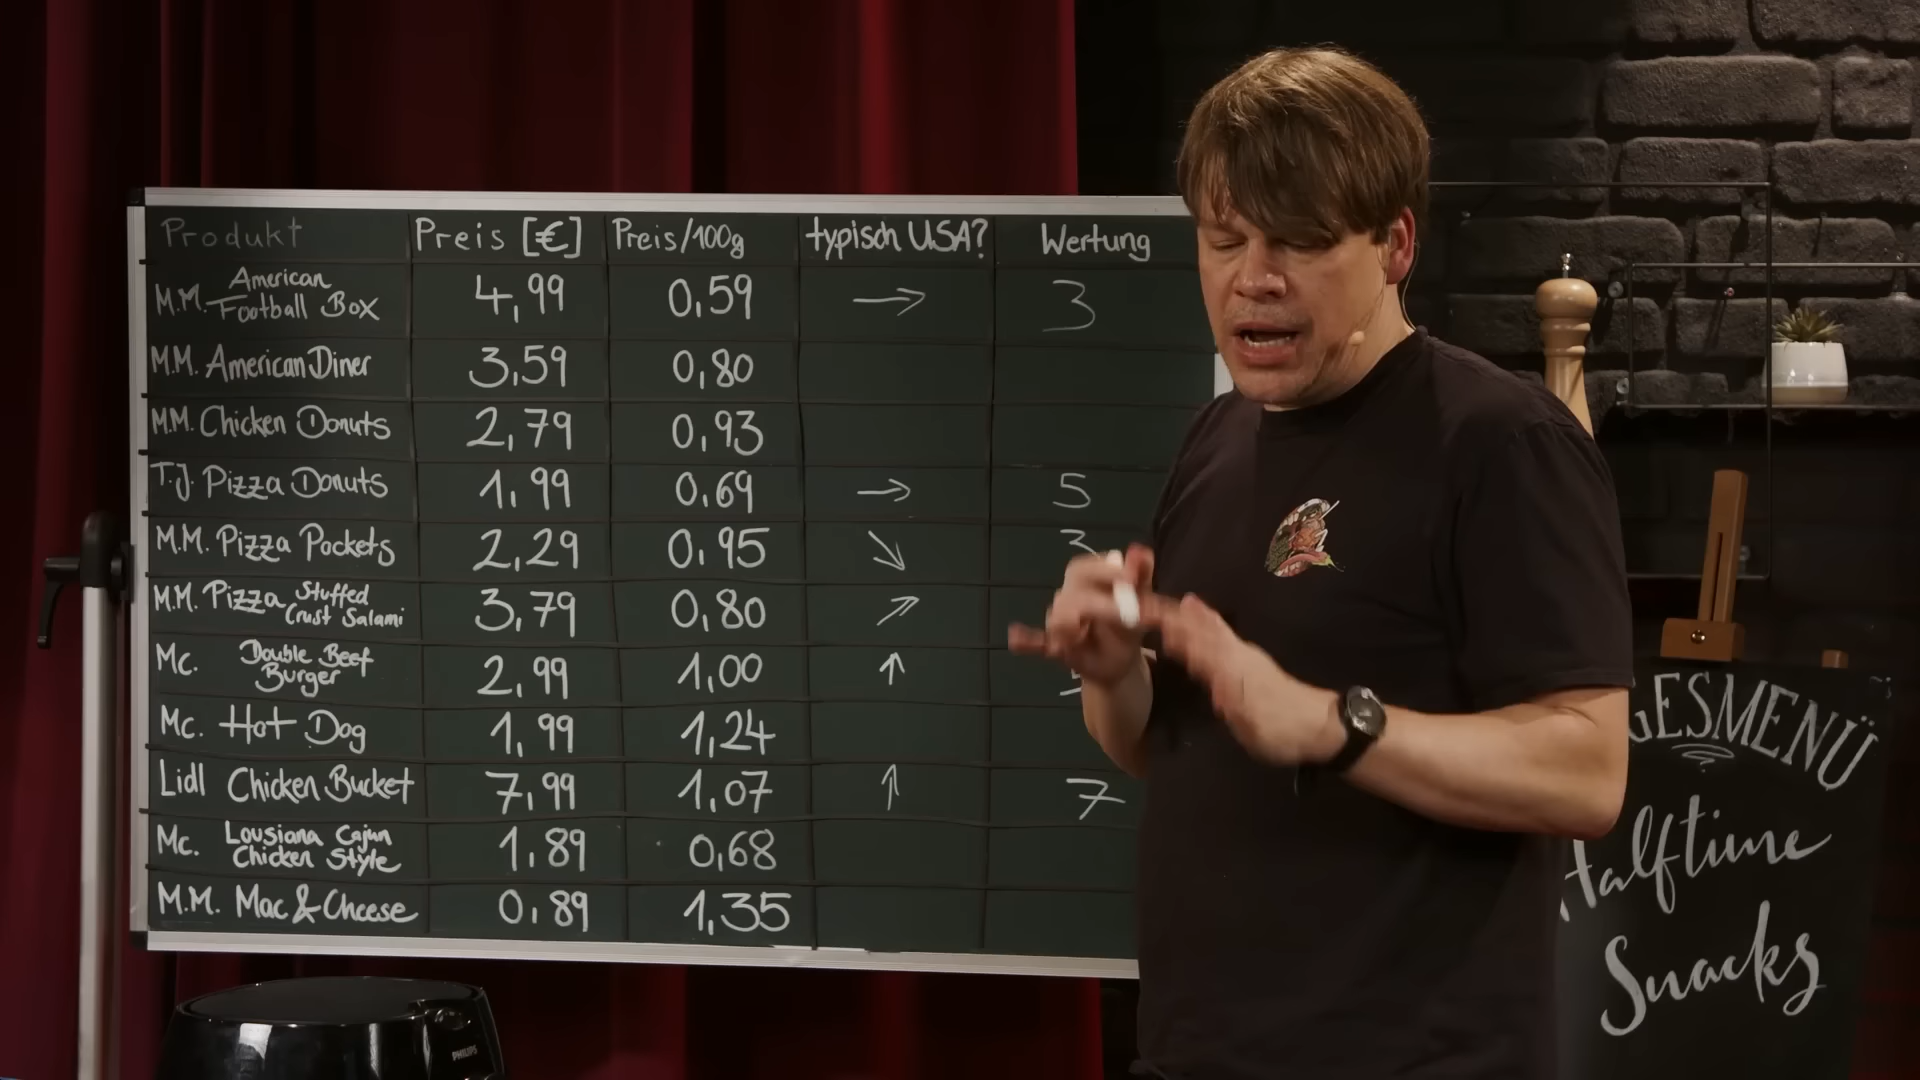 Produkt Preis [€] Preis/100g typisch USA? Wertung
M.M. American Football Box 4,99 0,59 → 3
M.M. American Diner 3,59 0,80
M.M. Chicken Donuts 2,79 0,93
T.J. Pizza Donuts 1,99 0,69 → 5
M.M. Pizza Pockets 2,29 0,95 ↘ 3
M.M. Pizza Stuffed Crust Salami 3,79 0,80 ↗
Mc. Double Beef Burger 2,99 1,00 ↑
Mc. Hot Dog 1,99 1,24
Lidl Chicken Bucket 7,99 1,07 ↑ 7
Mc. Lousiana Cajun Chicken Style 1,89 0,68
M.M. Mac & Cheese 0,89 1,35
PHILIPS
GESMENÜ
Halftime
Snacks